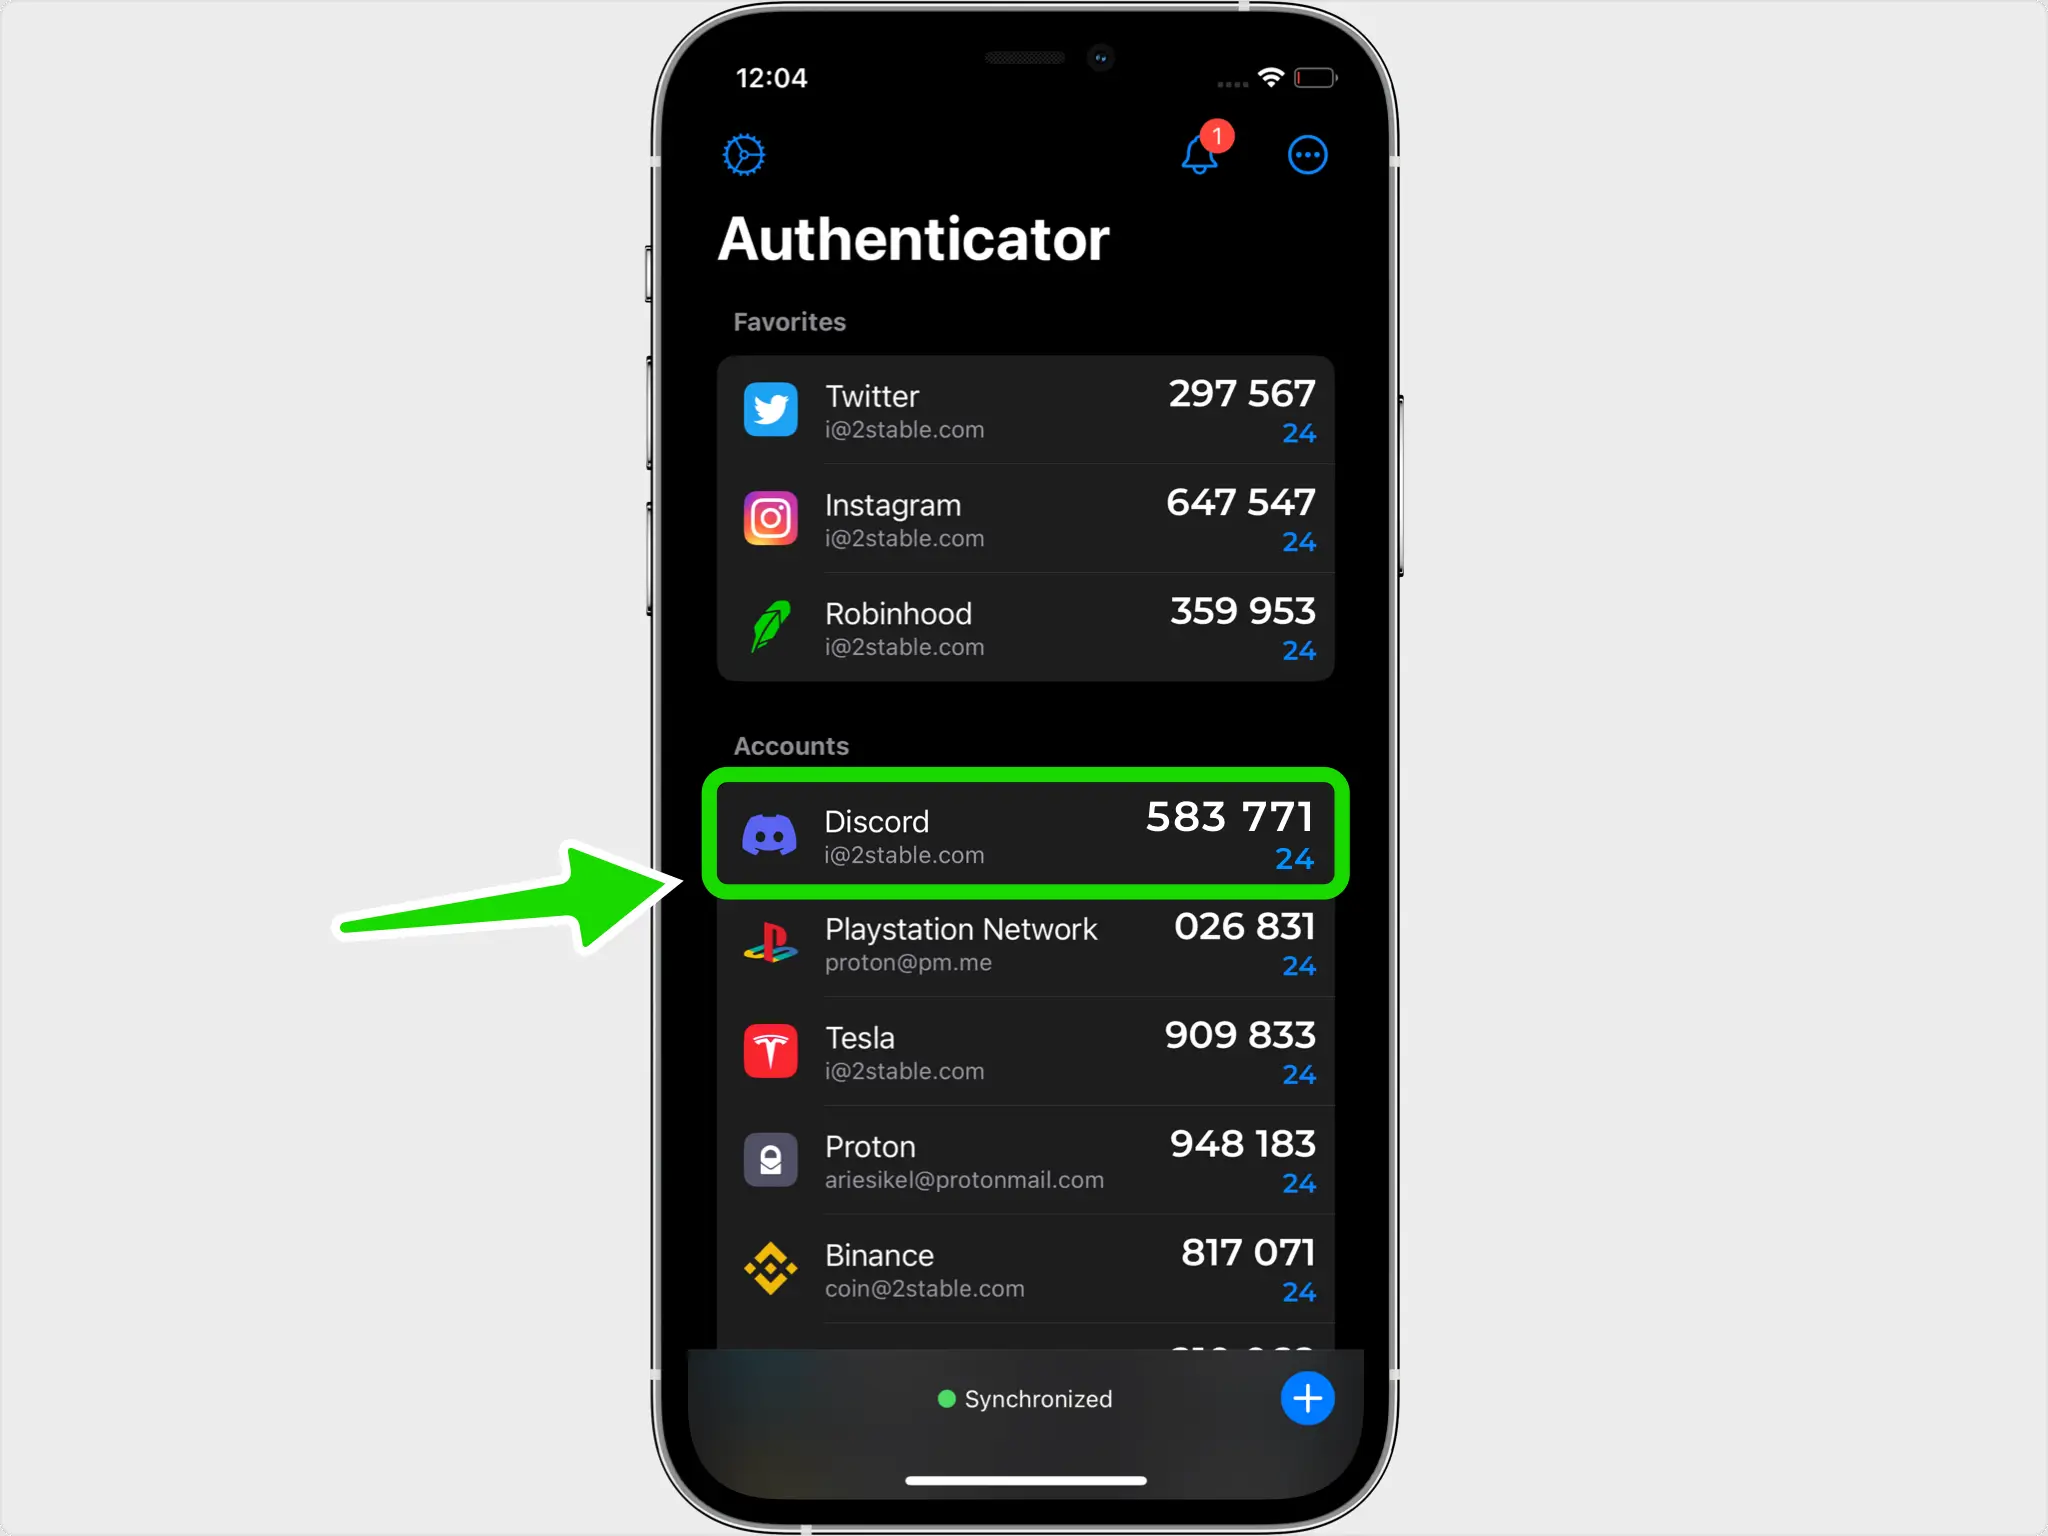 12:04
1
Authenticator
Favorites
Twitter 297 567
i@2stable.com 24
Instagram 647 547
i@2stable.com 24
Robinhood 359 953
i@2stable.com 24
Accounts
Discord 583 771
i@2stable.com 24
Playstation Network 026 831
proton@pm.me 24
Tesla 909 833
i@2stable.com 24
Proton 948 183
ariesikel@protonmail.com 24
Binance 817 071
coin@2stable.com 24
Synchronized